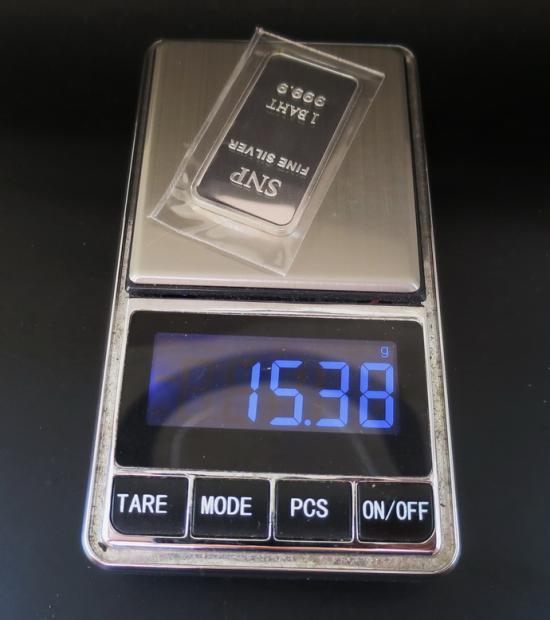 SNP
FINE SILVER
1 BAHT
999.9
g
15.38
TARE
MODE
PCS
ON/OFF